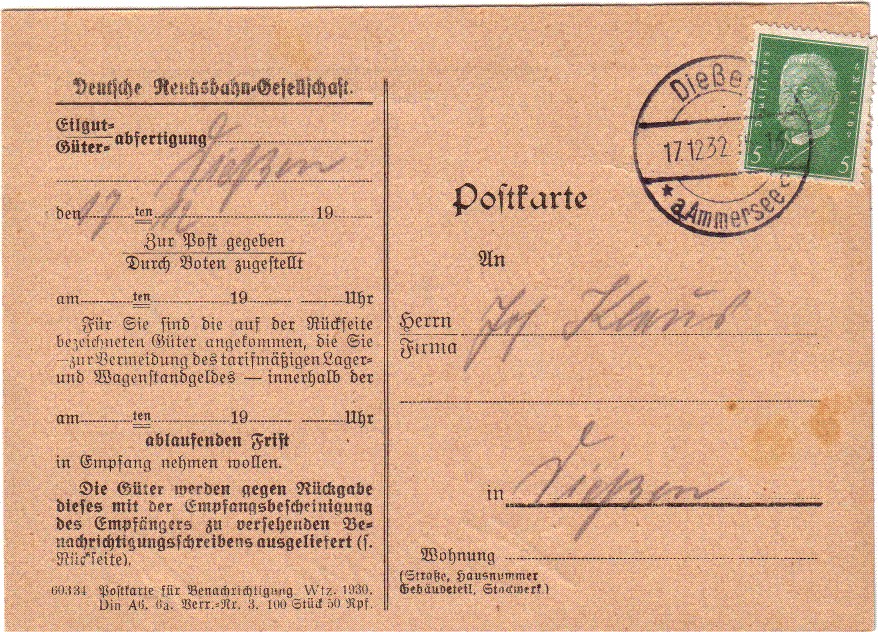 Deutsche Reichsbahn-Gesellschaft.
Eilgut-
Güter-
abfertigung
Dießen
den 17 ten 12 19
Zur Post gegeben
Durch Boten zugestellt
am ten 19 Uhr
Für Sie sind die auf der Rückseite
bezeichneten Güter angekommen, die Sie
—zur Vermeidung des tarifmäßigen Lager-
und Wagenstandgeldes — innerhalb der
am ten 19 Uhr
ablaufenden Frist
in Empfang nehmen wollen.
Die Güter werden gegen Rückgabe
dieses mit der Empfangsbescheinigung
des Empfängers zu versehenden Be-
nachrichtigungsschreibens ausgeliefert (s.
Rückseite).
60334 Postkarte für Benachrichtigung Wtz. 1930.
Din A6. 6a. Verr.-Nr. 3. 100 Stück 50 Rpf.
Dieße
17.12.32
a.Ammersee
5 5
Postkarte
An
Herrn
Firma
Jos Klaus
in Dießen
Wohnung
(Straße, Hausnummer
Gebäudeteil, Stockwerk)